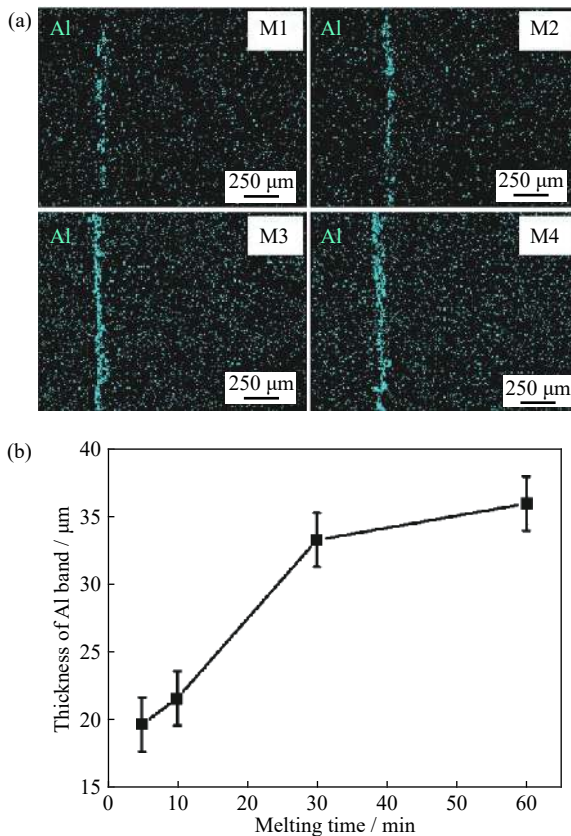 (a)
Al M1
250 μm
Al M2
250 μm
Al M3
250 μm
Al M4
250 μm
(b)
Thickness of Al band / μm
40
35
30
25
20
15
0 10 20 30 40 50 60
Melting time / min